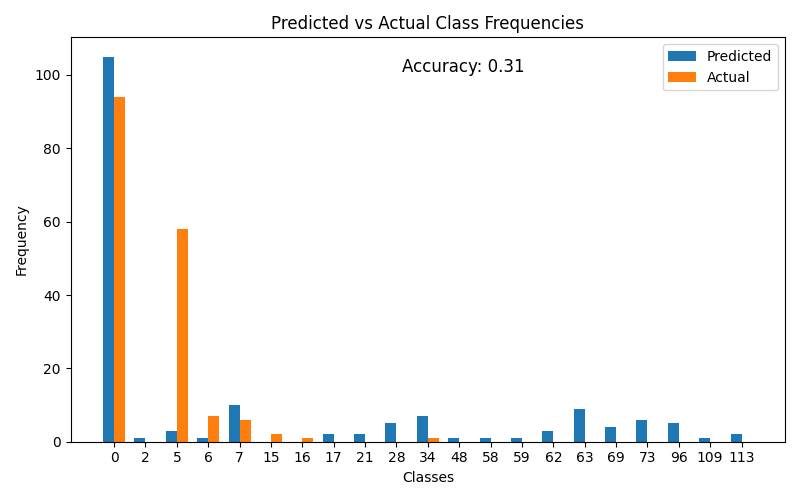 Predicted vs Actual Class Frequencies
Accuracy: 0.31
Predicted
Actual
Frequency
100
80
60
40
20
0
0 2 5 6 7 15 16 17 21 28 34 48 58 59 62 63 69 73 96 109 113
Classes